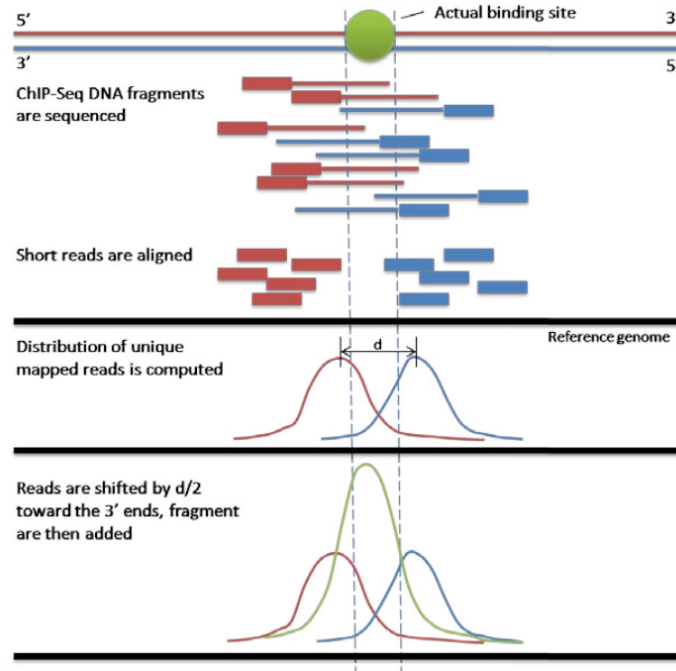 5′
Actual binding site
3′
3′
5′
ChIP-Seq DNA fragments
are sequenced
Short reads are aligned
Reference genome
Distribution of unique
mapped reads is computed
d
Reads are shifted by d/2
toward the 3′ ends, fragment
are then added